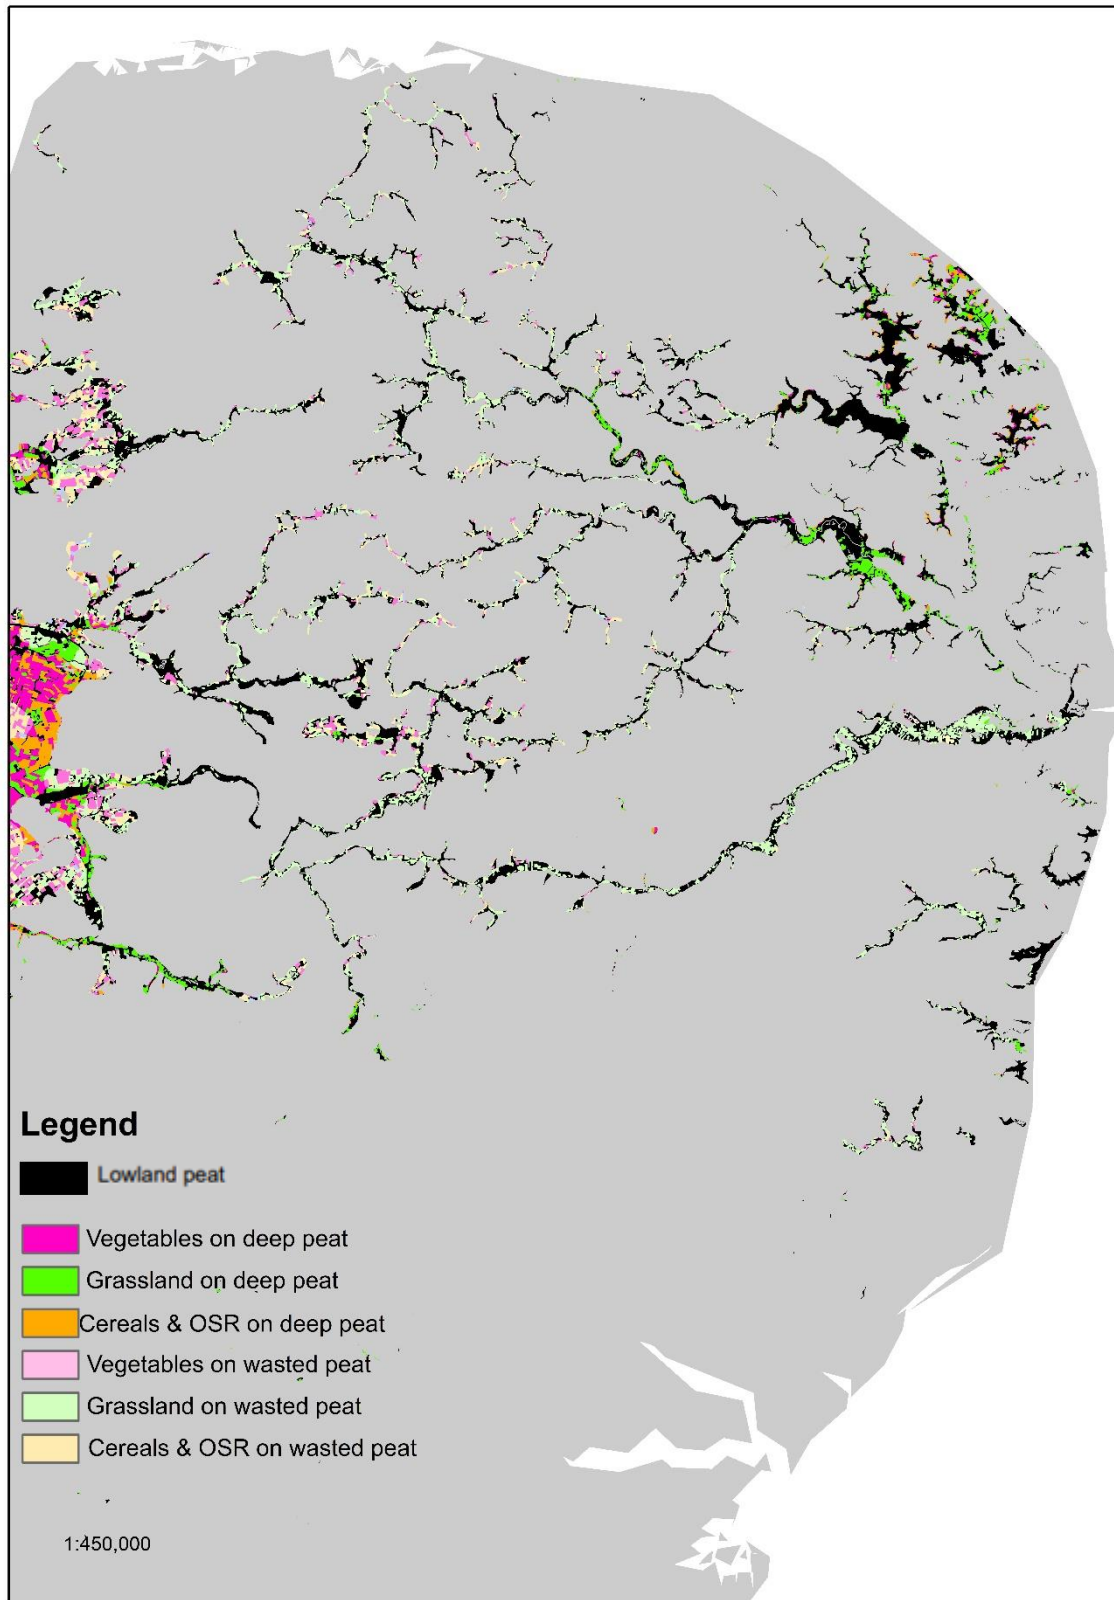 Legend
Lowland peat
Vegetables on deep peat
Grassland on deep peat
Cereals & OSR on deep peat
Vegetables on wasted peat
Grassland on wasted peat
Cereals & OSR on wasted peat
1:450,000